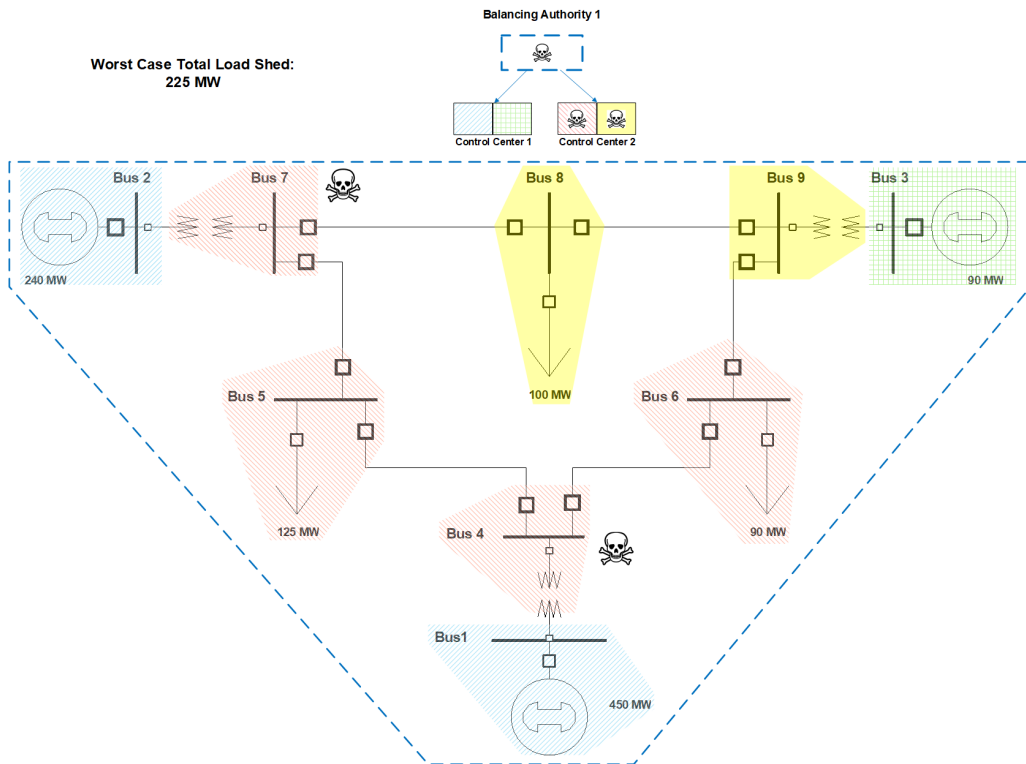 Balancing Authority 1
Worst Case Total Load Shed:
225 MW
Control Center 1
Control Center 2
Bus 2
Bus 7
Bus 8
Bus 9
Bus 3
240 MW
90 MW
Bus 5
100 MW
Bus 6
125 MW
Bus 4
90 MW
Bus1
450 MW